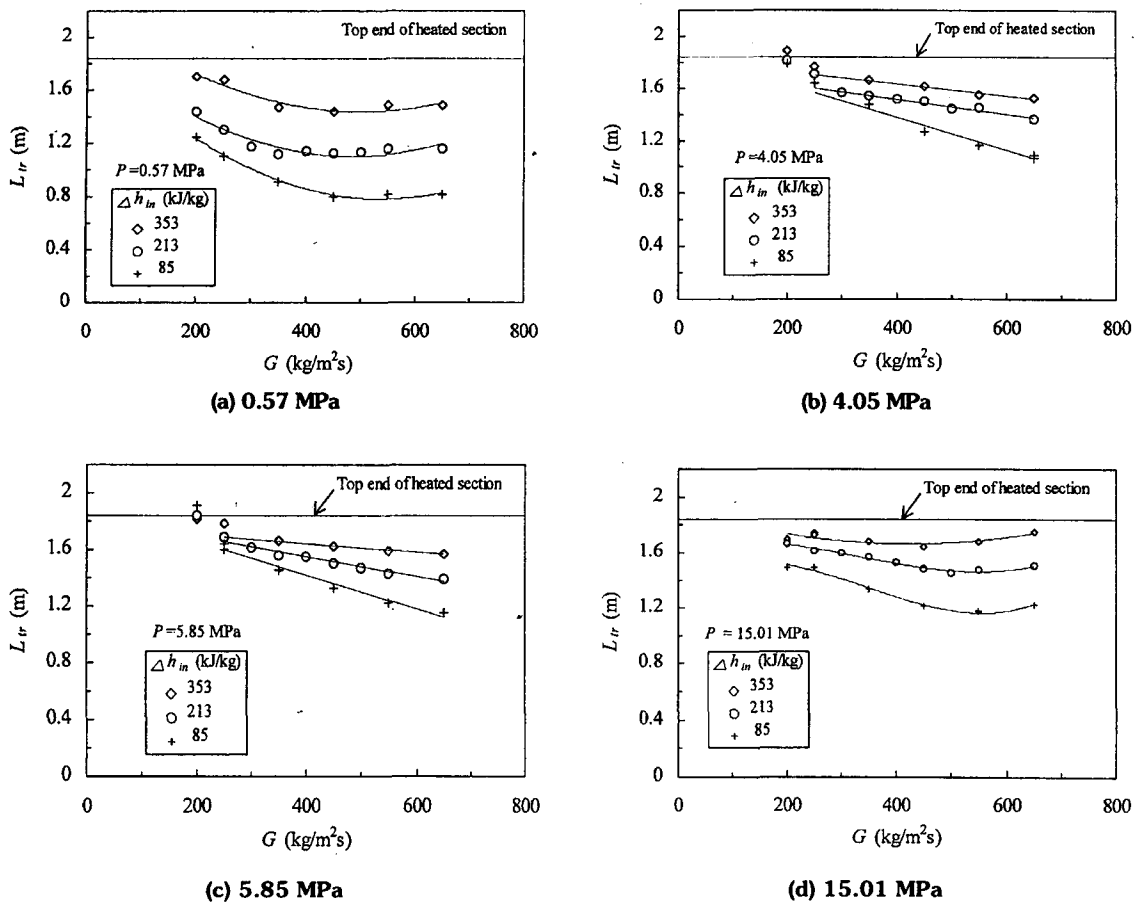 2
1.6
1.2
0.8
0.4
0
L_tr (m)
Top end of heated section
P=0.57 MPa
△h_in (kJ/kg)
353
213
85
0 200 400 600 800
G (kg/m²s)
(a) 0.57 MPa
2
1.6
1.2
0.8
0.4
0
L_tr (m)
Top end of heated section
P=4.05 MPa
△h_in (kJ/kg)
353
213
85
0 200 400 600 800
G (kg/m²s)
(b) 4.05 MPa
2
1.6
1.2
0.8
0.4
0
L_tr (m)
Top end of heated section
P=5.85 MPa
△h_in (kJ/kg)
353
213
85
0 200 400 600 800
G (kg/m²s)
(c) 5.85 MPa
2
1.6
1.2
0.8
0.4
0
L_tr (m)
Top end of heated section
P = 15.01 MPa
△h_in (kJ/kg)
353
213
85
0 200 400 600 800
G (kg/m²s)
(d) 15.01 MPa